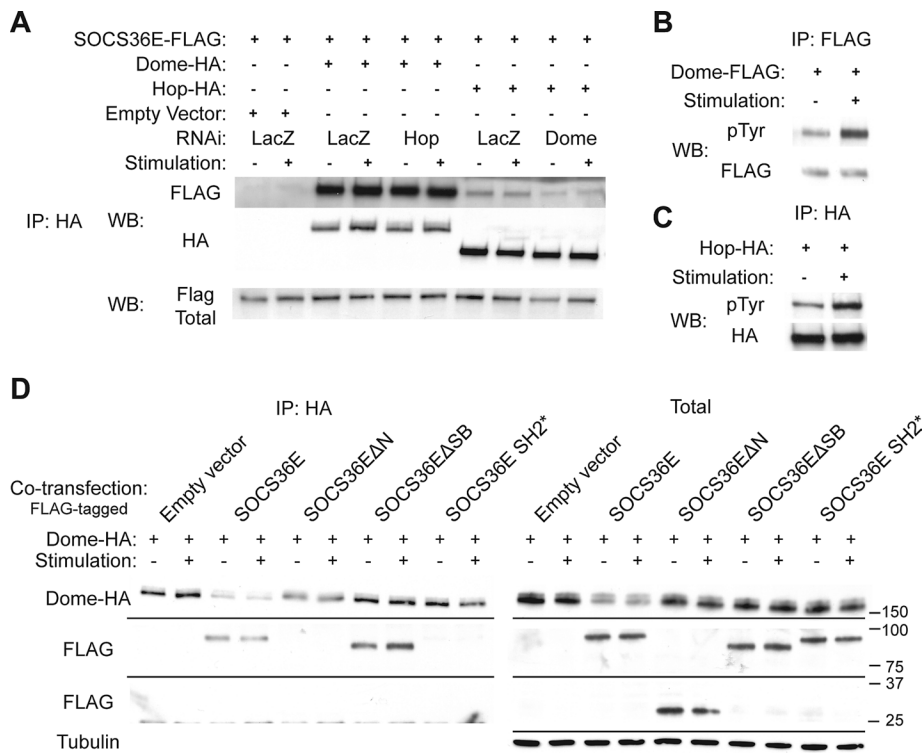 A
SOCS36E-FLAG: + + + + + + + + + +
Dome-HA: - - + + + + - - - -
Hop-HA: - - - - - - + + + +
Empty Vector: + + - - - - - - - -
RNAi: LacZ LacZ Hop LacZ Dome
Stimulation: - + - + - + - + - +
FLAG
IP: HA WB:
HA
WB: Flag
Total
B
IP: FLAG
Dome-FLAG: + +
Stimulation: - +
pTyr
WB:
FLAG
C
IP: HA
Hop-HA: + +
Stimulation: - +
pTyr
WB:
HA
D
IP: HA Total
Co-transfection:
FLAG-tagged
Empty vector
SOCS36E
SOCS36EΔN
SOCS36EΔSB
SOCS36E SH2*
Empty vector
SOCS36E
SOCS36EΔN
SOCS36EΔSB
SOCS36E SH2*
Dome-HA: + + + + + + + + + + + + + + + + + + + +
Stimulation: - + - + - + - + - + - + - + - + - + - +
Dome-HA
150
100
FLAG
75
37
FLAG
25
Tubulin